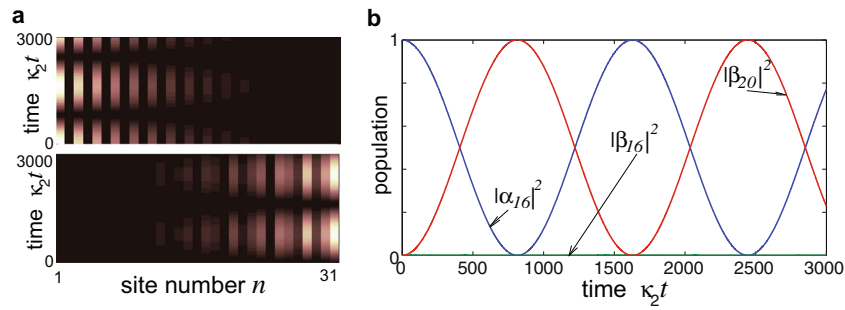 a
3000
time κ₂t
0
3000
time κ₂t
0
1
31
site number n
b
1
population
0
|β₂₀|²
|β₁₆|²
|α₁₆|²
0
500
1000
1500
2000
2500
3000
time κ₂t